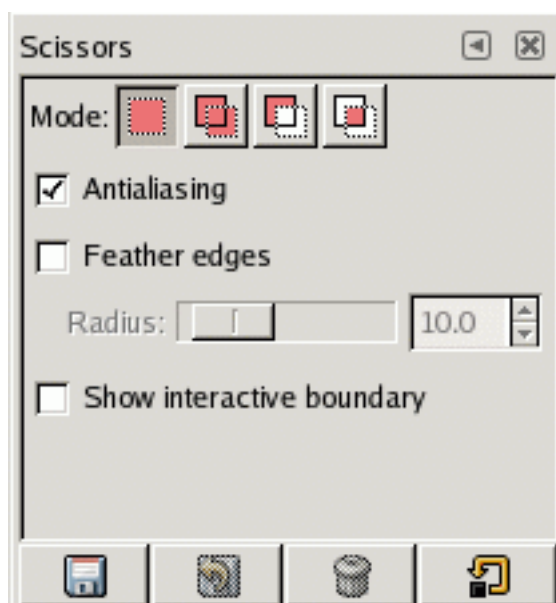 Scissors
Mode:
Antialiasing
Feather edges
Radius: 10.0
Show interactive boundary